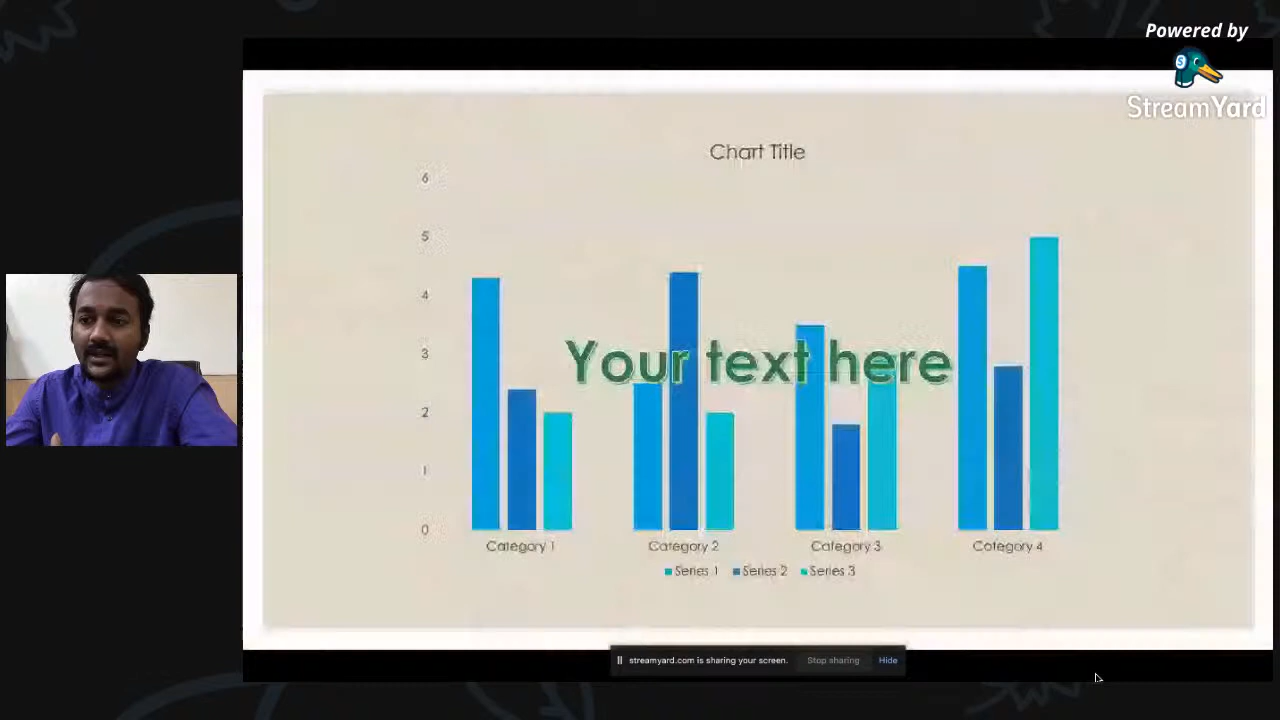 Powered by
StreamYard
Chart Title
6
5
4
3
2
1
0
Your text here
Category 1
Category 2
Category 3
Category 4
Series 1
Series 2
Series 3
streamyard.com is sharing your screen.
Stop sharing
Hide